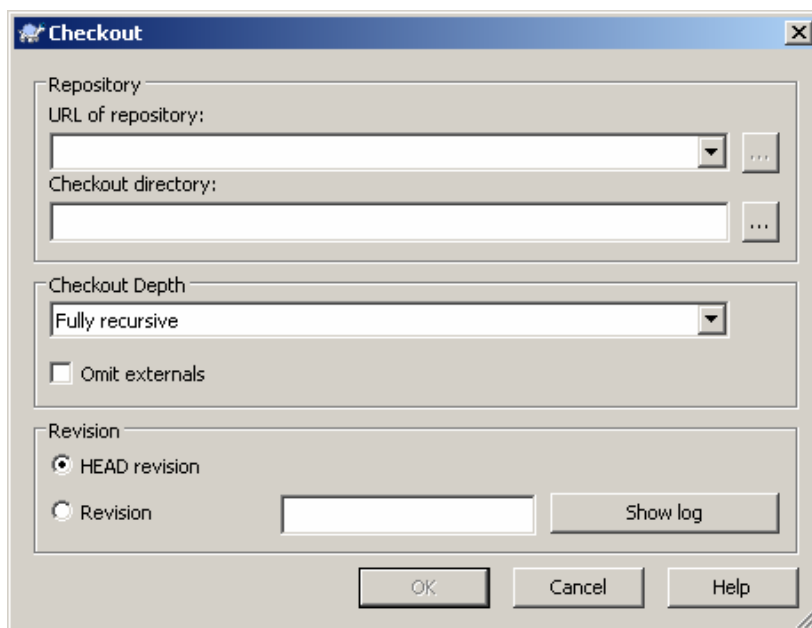 Checkout
Repository
URL of repository:
...
Checkout directory:
...
Checkout Depth
Fully recursive
Omit externals
Revision
HEAD revision
Revision
Show log
OK
Cancel
Help